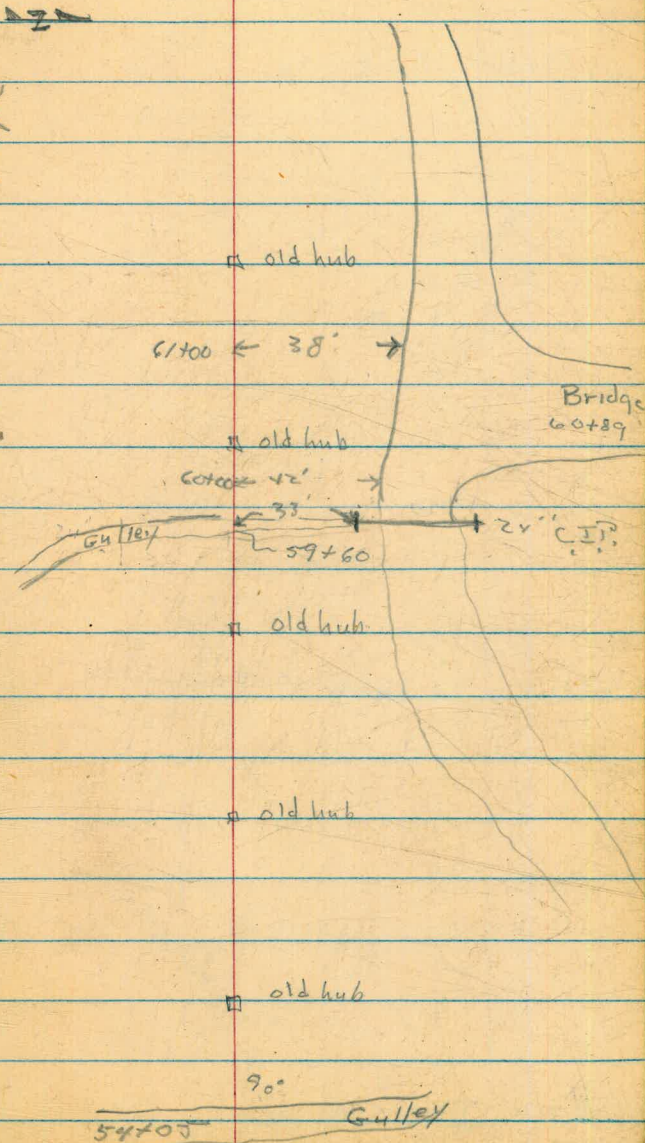 Z
old hub
61+00 38'
Bridge
60+89
old hub
60+00 42'
33'
Gulley
24" C.I.P.
59+60
old hub
old hub
old hub
90°
Gulley
54+05